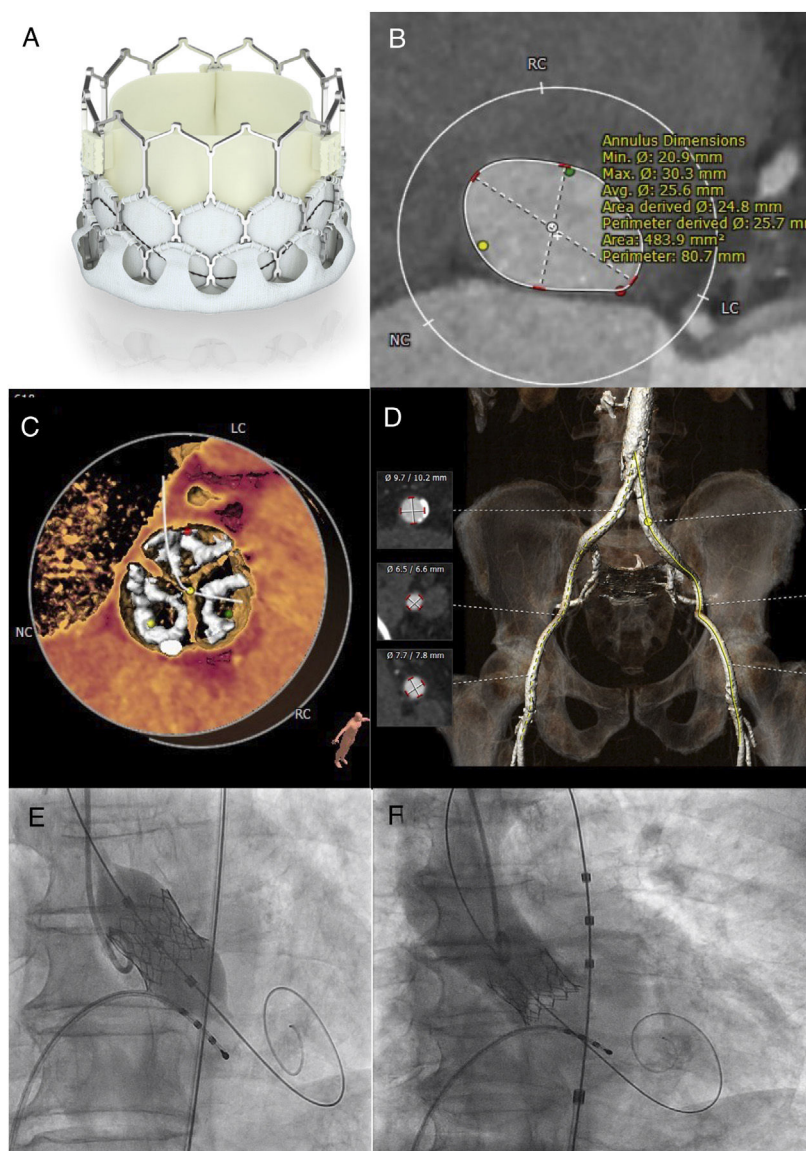 A
B
RC
Annulus Dimensions
Min. Ø: 20.9 mm
Max. Ø: 30.3 mm
Avg. Ø: 25.6 mm
Area derived Ø: 24.8 mm
Perimeter derived Ø: 25.7 m
Area: 483.9 mm²
Perimeter: 80.7 mm
LC
NC
C
LC
NC
RC
D
Ø 9.7 / 10.2 mm
Ø 6.5 / 6.6 mm
Ø 7.7 / 7.8 mm
E
F